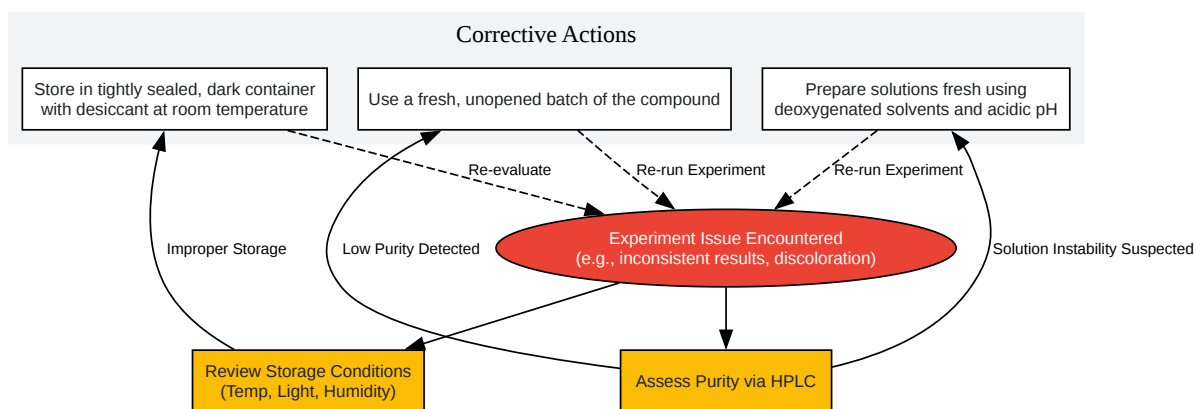 Corrective Actions
Store in tightly sealed, dark container
with desiccant at room temperature
Use a fresh, unopened batch of the compound
Prepare solutions fresh using
deoxygenated solvents and acidic pH
Re-evaluate
Re-run Experiment
Re-run Experiment
Improper Storage
Low Purity Detected
Experiment Issue Encountered
(e.g., inconsistent results, discoloration)
Solution Instability Suspected
Review Storage Conditions
(Temp, Light, Humidity)
Assess Purity via HPLC